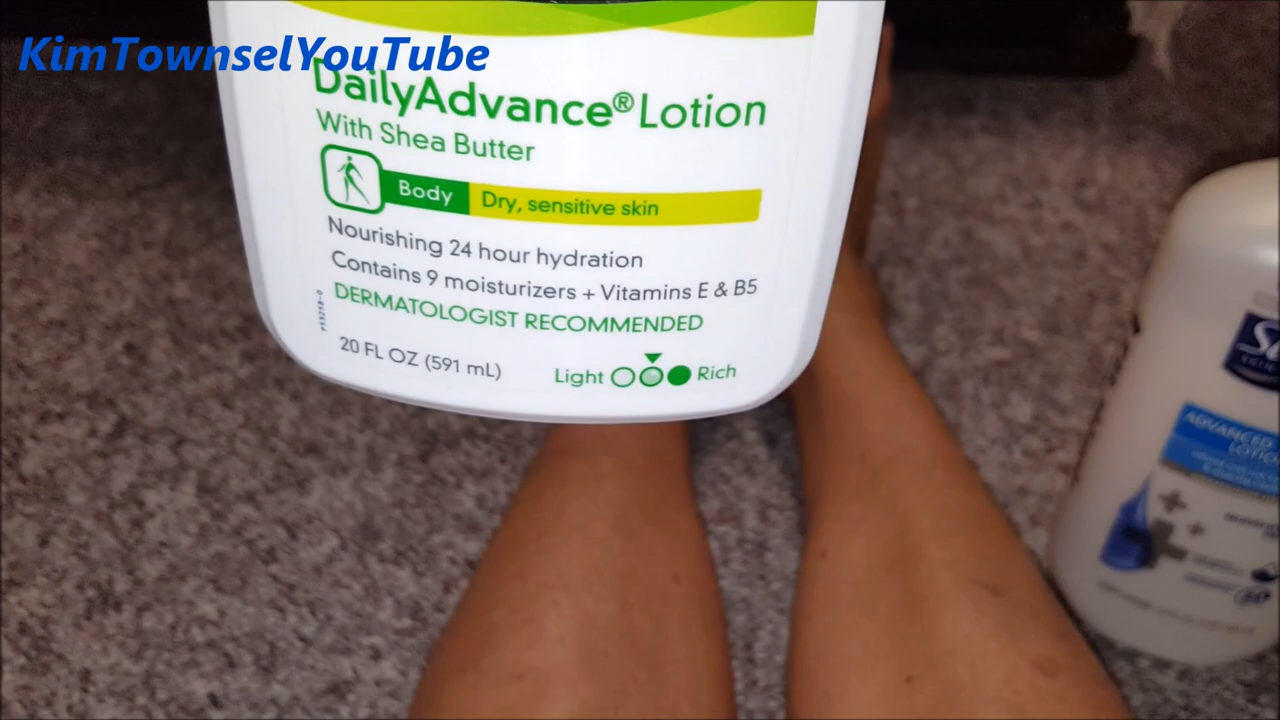 KimTownselYouTube
DailyAdvance® Lotion
With Shea Butter
Body Dry, sensitive skin
Nourishing 24 hour hydration
Contains 9 moisturizers + Vitamins E & B5
DERMATOLOGIST RECOMMENDED
20 FL OZ (591 mL)
Light Rich
ADVANCED
LOTIO